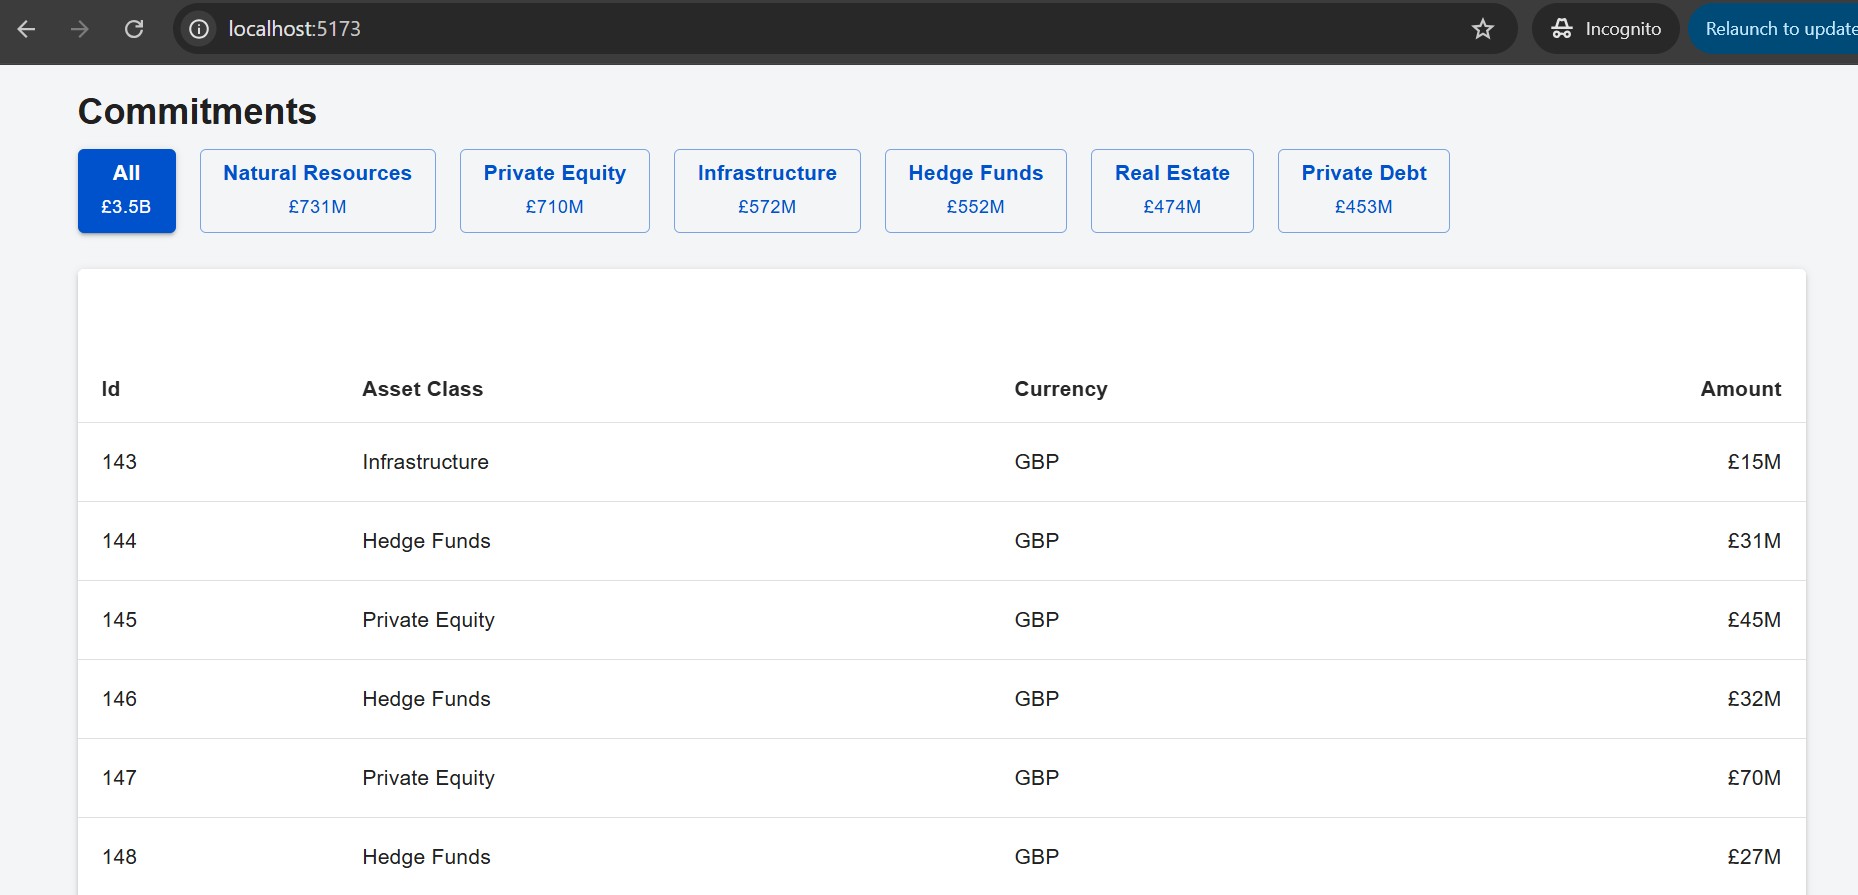 localhost:5173 Incognito Relaunch to update
Commitments
All Natural Resources Private Equity Infrastructure Hedge Funds Real Estate Private Debt
£3.5B £731M £710M £572M £552M £474M £453M
Id Asset Class Currency Amount
143 Infrastructure GBP £15M
144 Hedge Funds GBP £31M
145 Private Equity GBP £45M
146 Hedge Funds GBP £32M
147 Private Equity GBP £70M
148 Hedge Funds GBP £27M